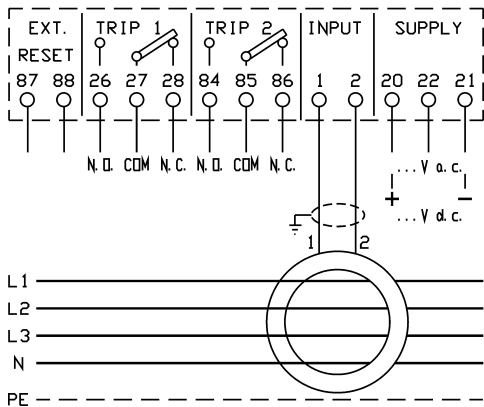 EXT. TRIP 1 TRIP 2 INPUT SUPPLY
RESET
87 88 26 27 28 84 85 86 1 2 20 22 21
N.O. COM N.C. N.O. COM N.C.
...V a.c.
+ −
...V d.c.
1 2
L1
L2
L3
N
PE